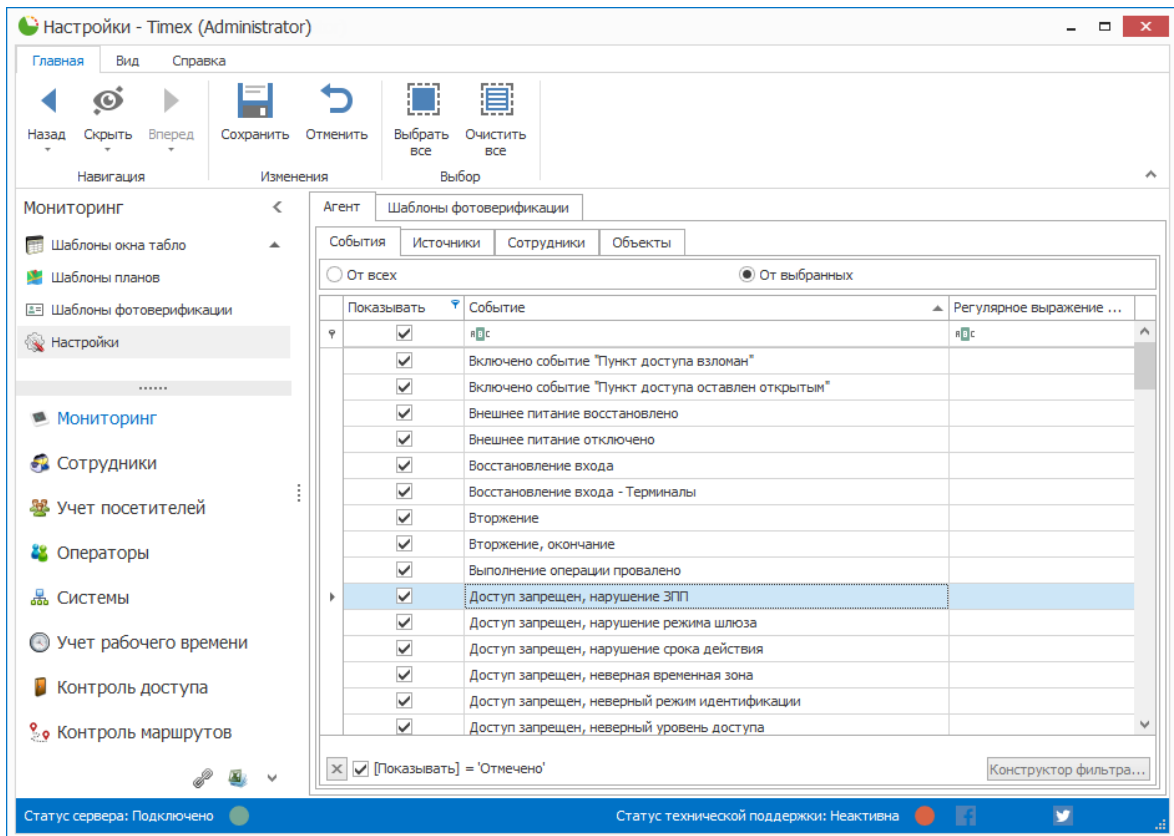 Настройки - Timex (Administrator)
Главная Вид Справка
Назад Скрыть Вперед Сохранить Отменить Выбрать все Очистить все
Навигация Изменения Выбор
Мониторинг
Шаблоны окна табло
Шаблоны планов
Шаблоны фотоверификации
Настройки
Мониторинг
Сотрудники
Учет посетителей
Операторы
Системы
Учет рабочего времени
Контроль доступа
Контроль маршрутов
Агент Шаблоны фотоверификации
События Источники Сотрудники Объекты
От всех От выбранных
Показывать Событие Регулярное выражение ...
Включено событие "Пункт доступа взломан"
Включено событие "Пункт доступа оставлен открытым"
Внешнее питание восстановлено
Внешнее питание отключено
Восстановление входа
Восстановление входа - Терминалы
Вторжение
Вторжение, окончание
Выполнение операции провалено
Доступ запрещен, нарушение ЗПП
Доступ запрещен, нарушение режима шлюза
Доступ запрещен, нарушение срока действия
Доступ запрещен, неверная временная зона
Доступ запрещен, неверный режим идентификации
Доступ запрещен, неверный уровень доступа
[Показывать] = 'Отмечено' Конструктор фильтра...
Статус сервера: Подключено Статус технической поддержки: Неактивна